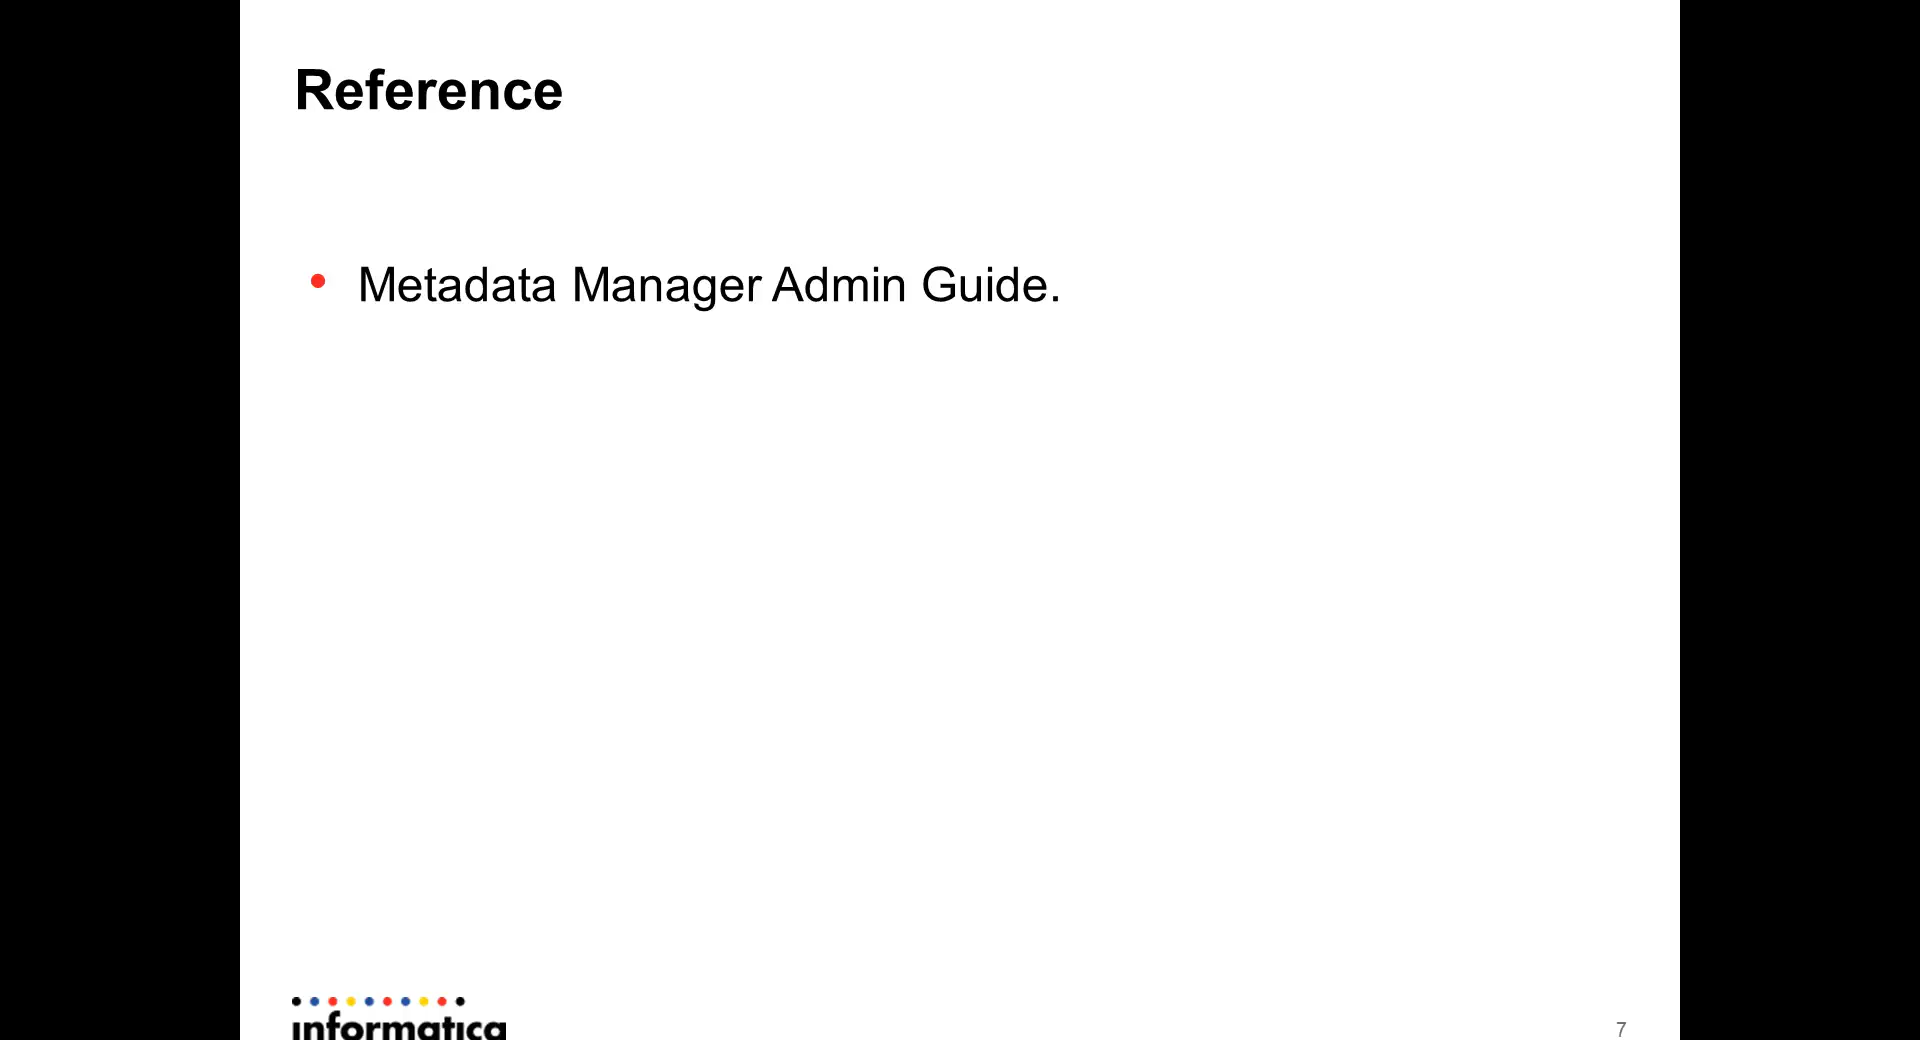 Reference
• Metadata Manager Admin Guide.
informatica
7